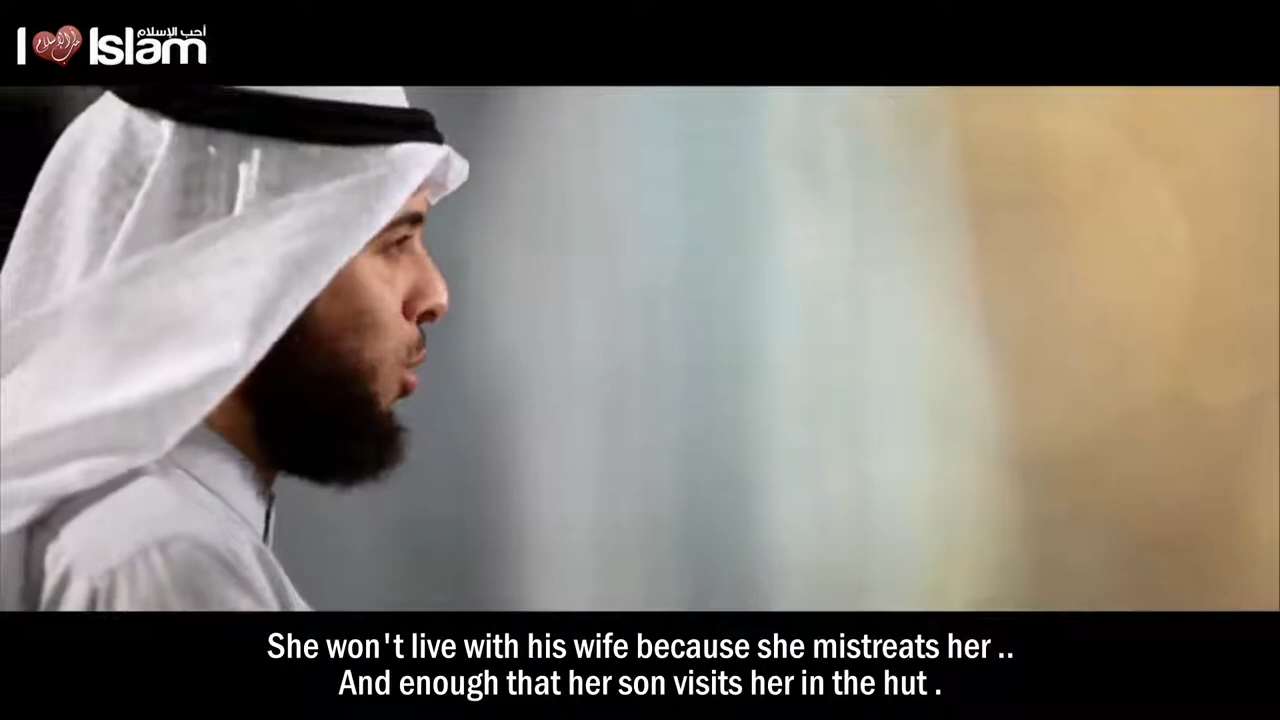 أحب الإسلام
I Islam
She won't live with his wife because she mistreats her ..
And enough that her son visits her in the hut .